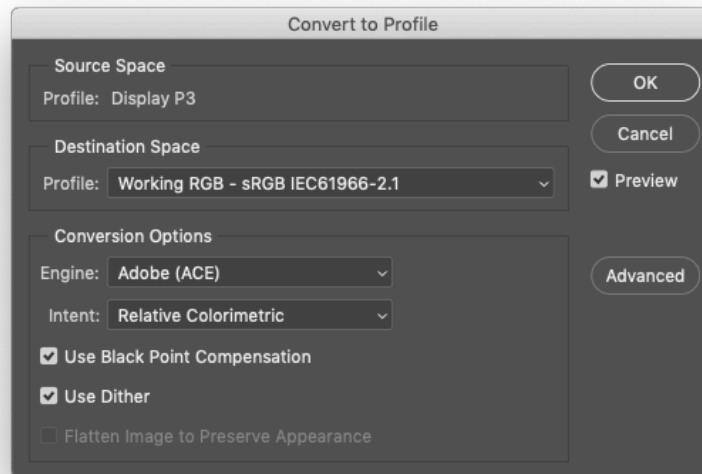 Convert to Profile
Source Space
Profile: Display P3
OK
Cancel
Destination Space
Profile: Working RGB - sRGB IEC61966-2.1
Preview
Conversion Options
Engine: Adobe (ACE)
Advanced
Intent: Relative Colorimetric
Use Black Point Compensation
Use Dither
Flatten Image to Preserve Appearance